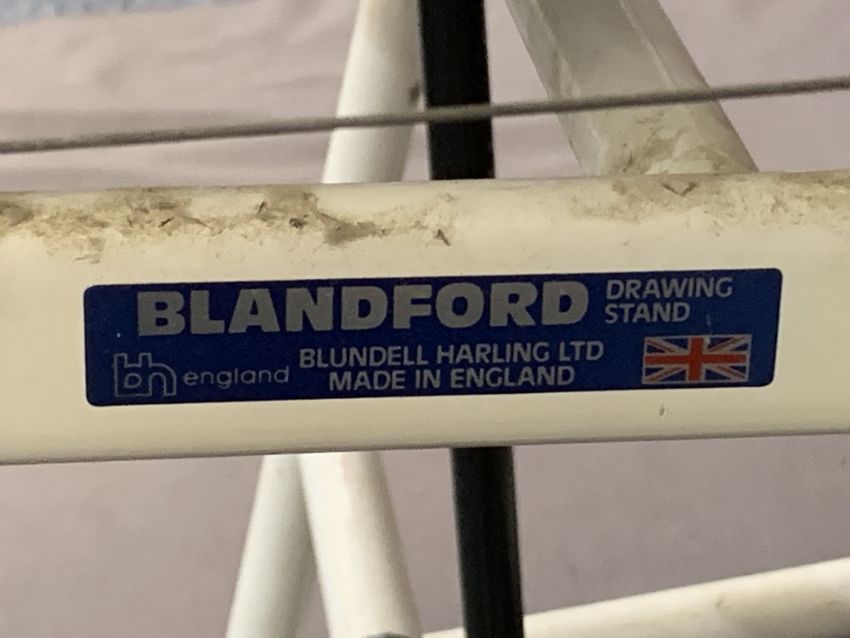 BLANDFORD DRAWING STAND
bh england BLUNDELL HARLING LTD
MADE IN ENGLAND